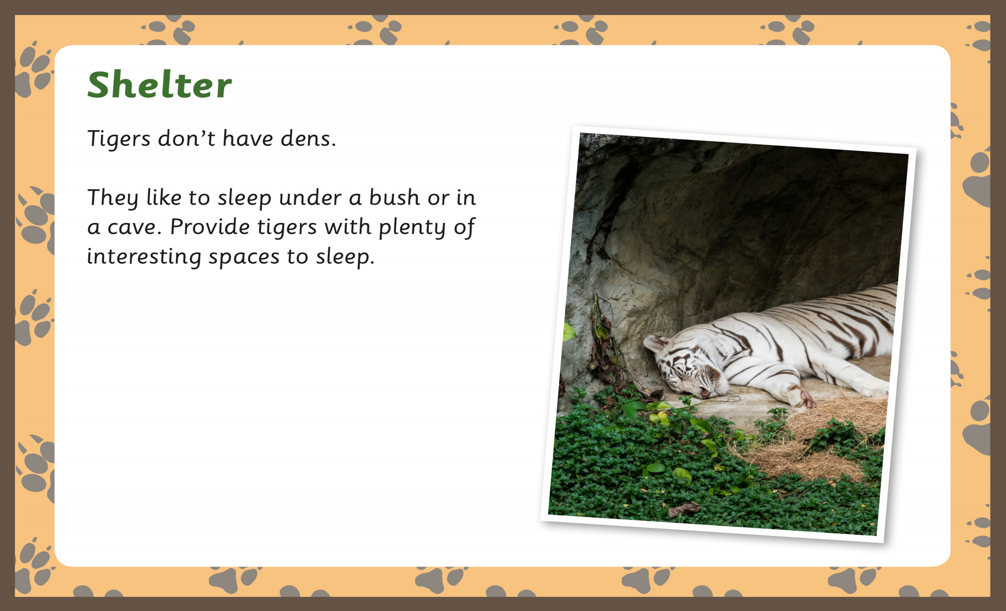 Shelter
Tigers don’t have dens.
They like to sleep under a bush or in
a cave. Provide tigers with plenty of
interesting spaces to sleep.